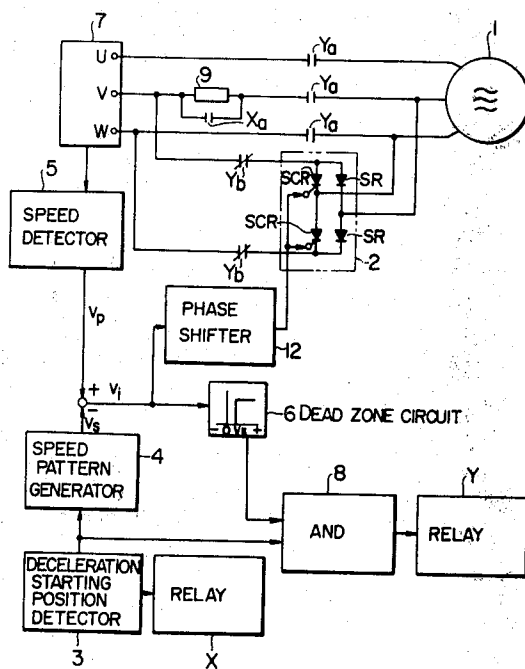 7
1
U
Ya
9
V
Ya
Xa
W
Ya
5
Yb
SCR
SR
SPEED
DETECTOR
SCR
SR
Yb
2
PHASE
SHIFTER
12
Vp
+
Vi
-
Vs
- 0 Vk +
6 DEAD ZONE CIRCUIT
SPEED
PATTERN
GENERATOR
4
8
Y
AND
RELAY
DECELERATION
STARTING
POSITION
DETECTOR
RELAY
3
X